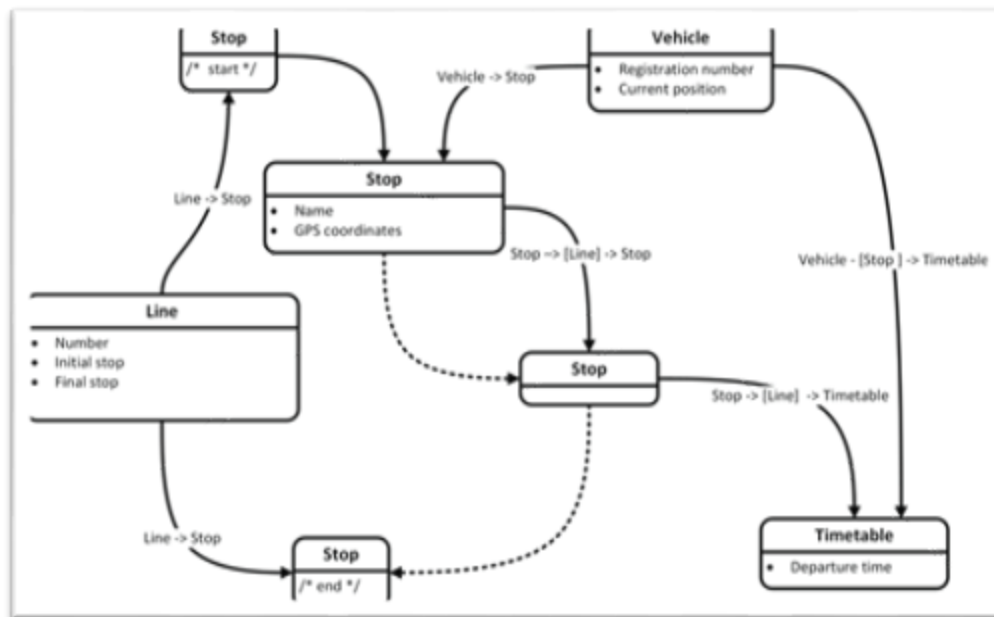 Stop
/* start */
Vehicle
• Registration number
• Current position
Vehicle -> Stop
Stop
• Name
• GPS coordinates
Line -> Stop
Stop –> [Line] -> Stop
Vehicle - [Stop ] -> Timetable
Line
• Number
• Initial stop
• Final stop
Stop
Stop -> [Line] -> Timetable
Line -> Stop
Stop
/* end */
Timetable
• Departure time